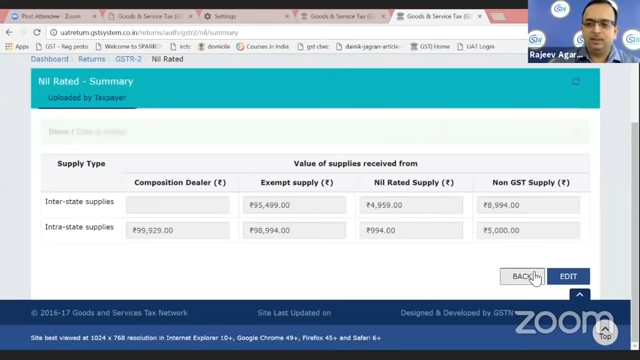 Post Attendee - Zoom
Goods & Service Tax (G
Settings
Goods & Service Tax (GS
Goods & Service Tax (GS
uatreturn.gstsystem.co.in/returns/auth/gstr2/nil/summary
Apps
GST - Reg proto
Courses in India
gst cbec
dainik-jagran-article
GST| Home
UAT Login
Dashboard
Returns
GSTR-2
Nil Rated
Nil Rated - Summary
Uploaded by Taxpayer
Supply Type
Value of supplies received from
Composition Dealer (₹)
Exempt supply (₹)
Nil Rated Supply (₹)
Non GST Supply (₹)
Inter-state supplies
₹95,499.00
₹4,959.00
₹8,994.00
Intra-state supplies
₹99,929.00
₹98,994.00
₹994.00
₹5,000.00
BACK
EDIT
© 2016-17 Goods and Services Tax Network
Site Last Updated on
Designed & Developed by GSTN
Site best viewed at 1024 x 768 resolution in Internet Explorer 10+, Google Chrome 49+, Firefox 45+ and Safari 6+
Top
zoom
Rajeev Agar